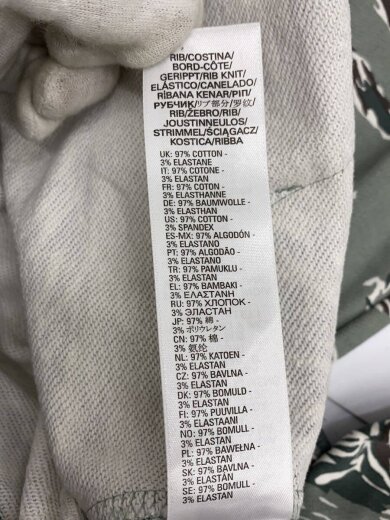 RIB/COSTINA/
BORD-CÔTE/
GERIPPT/RIB KNIT/
ELÁSTICO/CANELADO/
RİBANA KENAR/ΡΙΠ/
РУБЧИК/リブ部分/罗纹/
RIB/ŽEBRO/RIB/
JOUSTINNEULOS/
STRIMMEL/ŚCIĄGACZ/
KOSTICA/RIBBA
UK: 97% COTTON -
3% ELASTANE
IT: 97% COTONE -
3% ELASTAN
FR: 97% COTON -
3% ELASTHANNE
DE: 97% BAUMWOLLE -
3% ELASTHAN
US: 97% COTTON -
3% SPANDEX
ES-MX: 97% ALGODÓN -
3% ELASTANO
PT: 97% ALGODÃO -
3% ELASTANO
TR: 97% PAMUKLU -
3% ELASTAN
EL: 97% ΒΑΜΒΑΚΙ -
3% ΕΛΑΣΤΑΝΗ
RU: 97% ХЛОПОК -
3% ЭЛАСТАН
JP: 97% 綿 -
3% ポリウレタン
CN: 97% 棉 -
3% 氨纶
NL: 97% KATOEN -
3% ELASTAN
CZ: 97% BAVLNA -
3% ELASTAN
DK: 97% BOMULD -
3% ELASTAN
FI: 97% PUUVILLA -
3% ELASTAANI
NO: 97% BOMULL -
3% ELASTAN
PL: 97% BAWEŁNA -
3% ELASTAN
SK: 97% BAVLNA -
3% ELASTÁN
SE: 97% BOMULL -
3% ELASTAN